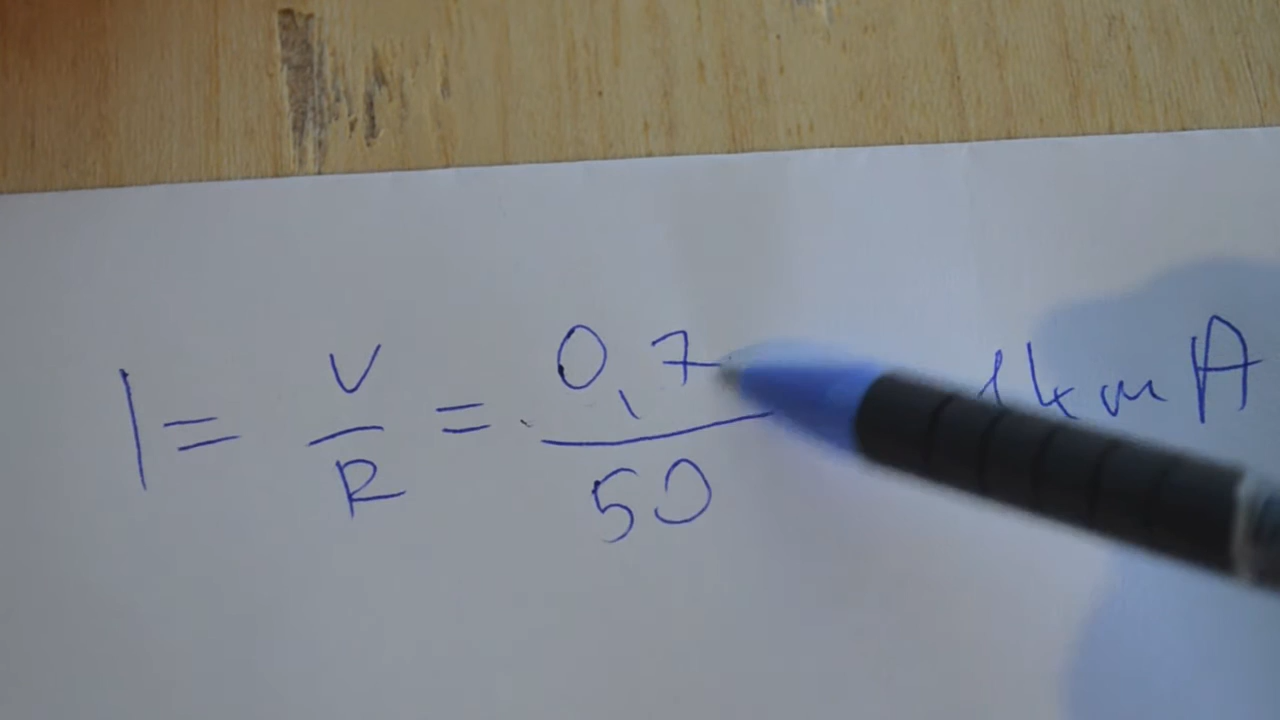 I = V/R = 0,7/50 14 mA